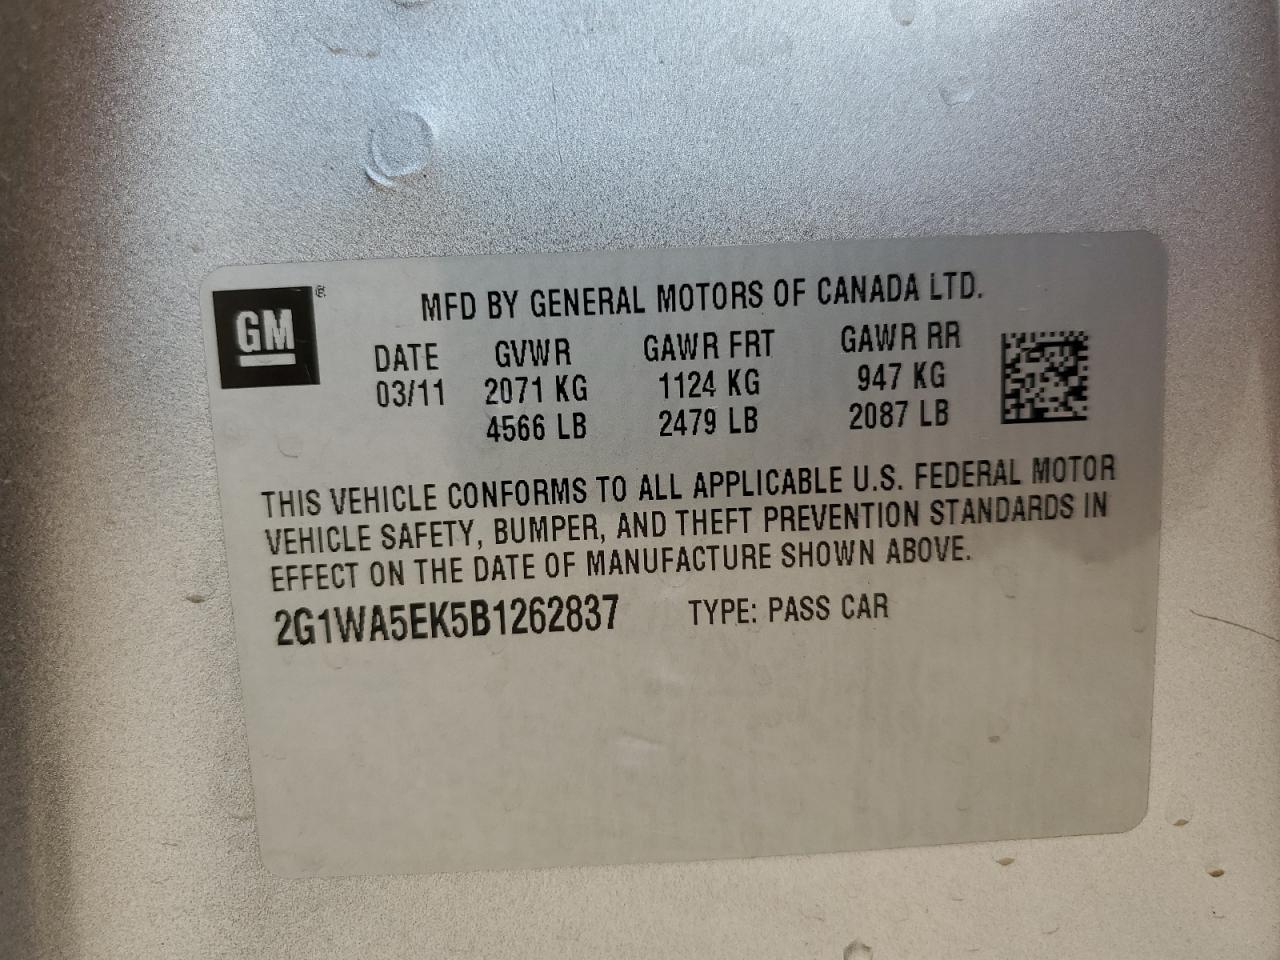 GM ®
MFD BY GENERAL MOTORS OF CANADA LTD.
DATE GVWR GAWR FRT GAWR RR
03/11 2071 KG 1124 KG 947 KG
4566 LB 2479 LB 2087 LB
THIS VEHICLE CONFORMS TO ALL APPLICABLE U.S. FEDERAL MOTOR
VEHICLE SAFETY, BUMPER, AND THEFT PREVENTION STANDARDS IN
EFFECT ON THE DATE OF MANUFACTURE SHOWN ABOVE.
2G1WA5EK5B1262837 TYPE: PASS CAR